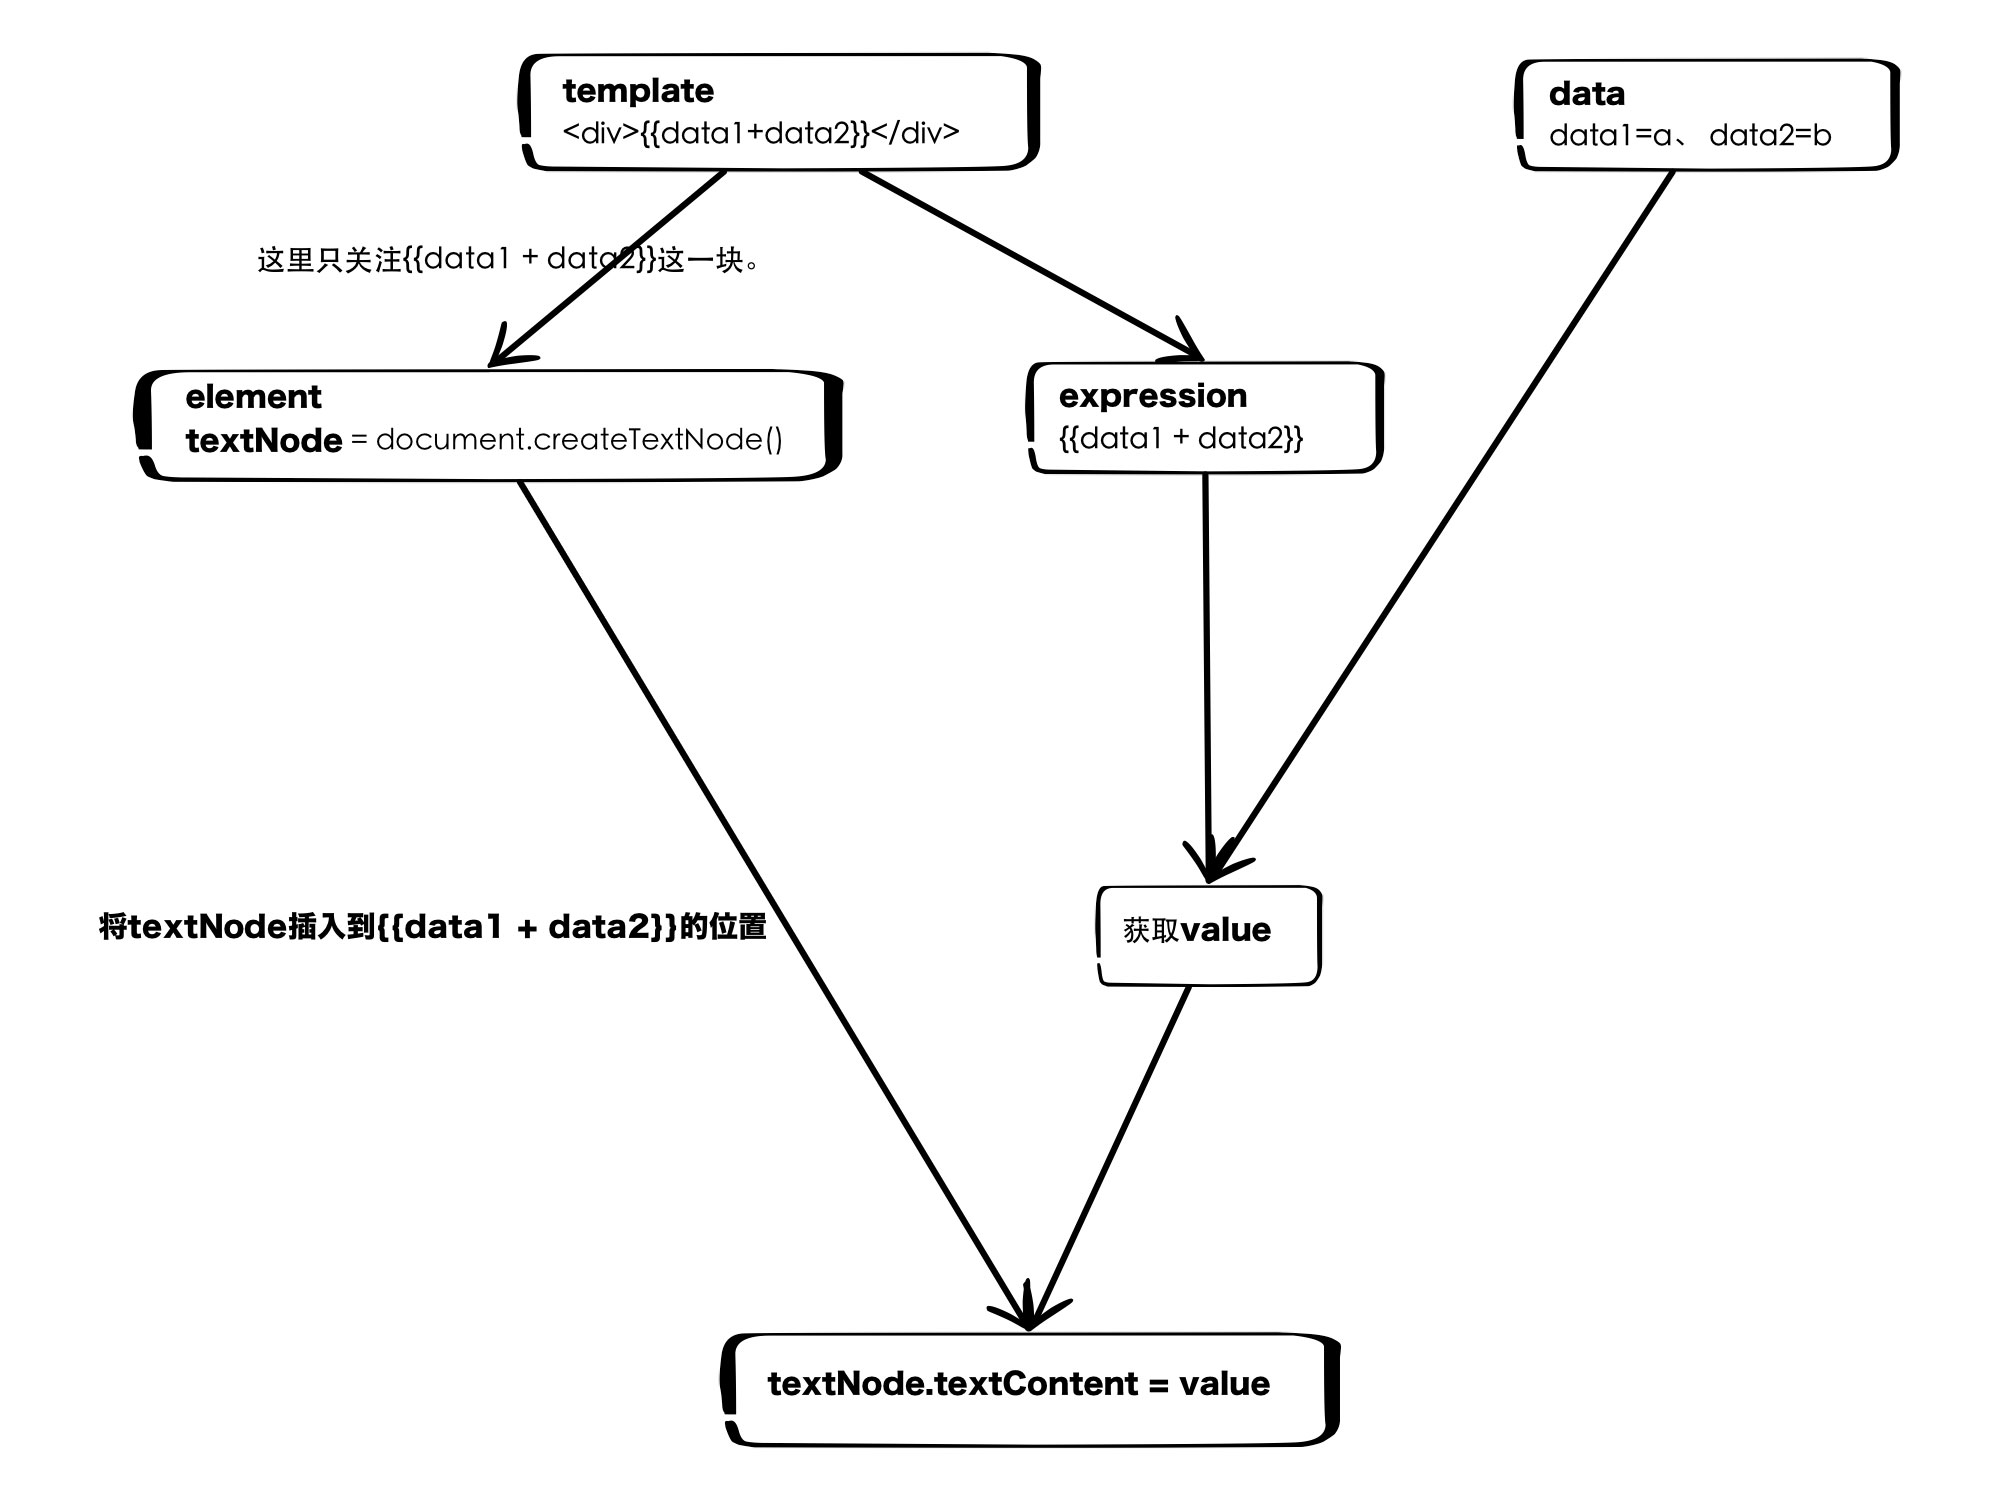 template
<div>{{data1+data2}}</div>
data
data1=a、 data2=b
这里只关注{{data1 + data2}}这一块。
element
textNode = document.createTextNode()
expression
{{data1 + data2}}
将textNode插入到{{data1 + data2}}的位置
获取value
textNode.textContent = value